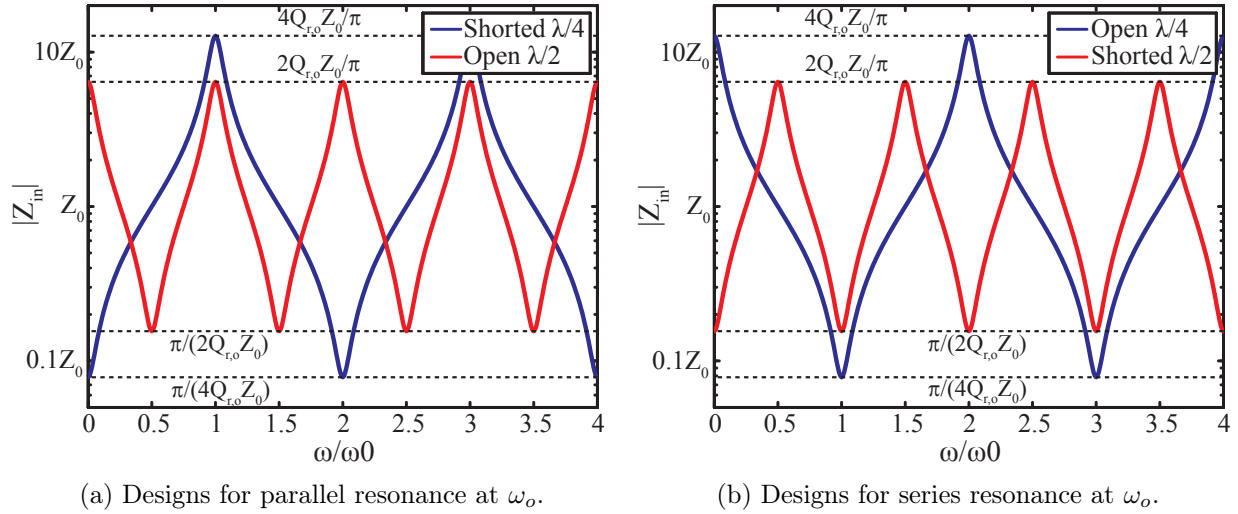 4Q_{r,o}Z_0/π
2Q_{r,o}Z_0/π
Shorted λ/4
Open λ/2
10Z_0
Z_0
0.1Z_0
|Z_in|
π/(2Q_{r,o}Z_0)
π/(4Q_{r,o}Z_0)
0 0.5 1 1.5 2 2.5 3 3.5 4
ω/ω0
(a) Designs for parallel resonance at ω_o.
4Q_{r,o}Z_0/π
2Q_{r,o}Z_0/π
Open λ/4
Shorted λ/2
10Z_0
Z_0
0.1Z_0
|Z_in|
π/(2Q_{r,o}Z_0)
π/(4Q_{r,o}Z_0)
0 0.5 1 1.5 2 2.5 3 3.5 4
ω/ω0
(b) Designs for series resonance at ω_o.